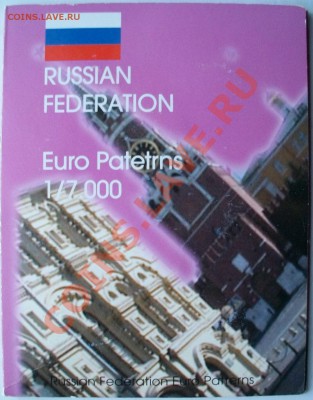 COINS.LAVE.RU
RUSSIAN
FEDERATION
Euro Patetrns
1/7 000
COINS.LAVE.RU
Russian Federation Euro Patterns